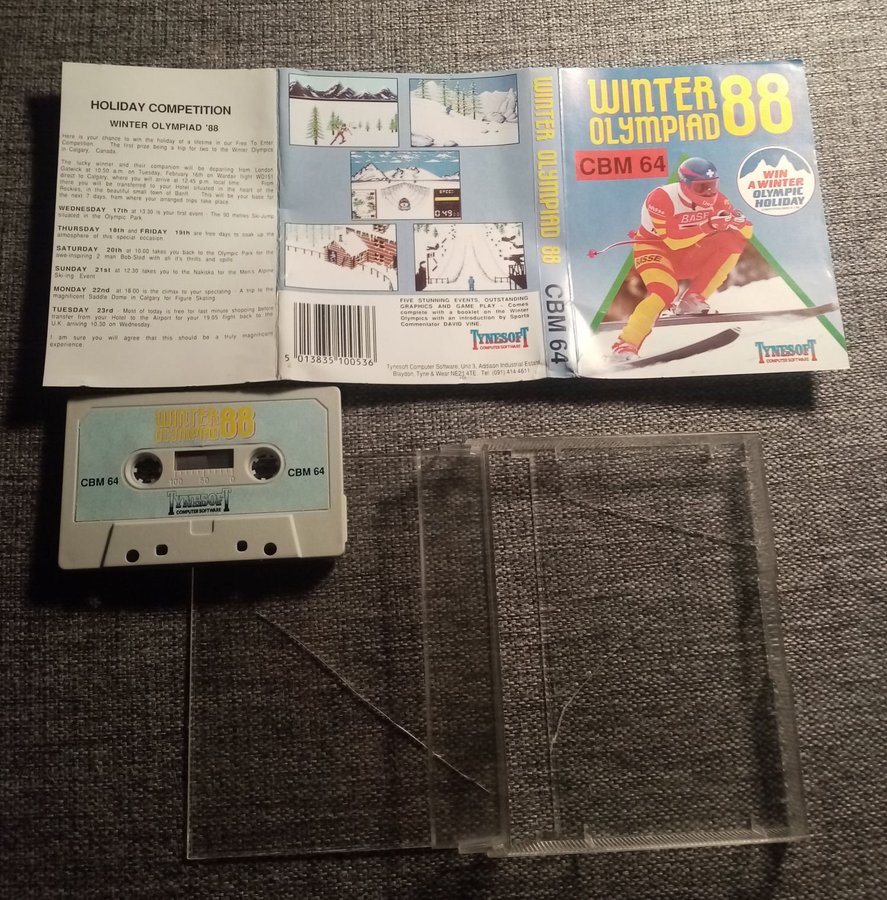 HOLIDAY COMPETITION
WINTER OLYMPIAD '88
Here is your chance to win the holiday of a lifetime in our Free To Enter
Competition. The first prize being a trip for two to the Winter Olympics
in Calgary, Canada.
The lucky winner and their companion will be departing from London
Gatwick at 10.50 a.m. on Tuesday, February 16th on Wardair flight WD151
direct to Calgary, where you will arrive at 12.45 p.m. local time. From
there you will be transferred to your Hotel situated in the heart of the
Rockies, in the beautiful small town of Banff. This will be your base for
the next 7 days, from where your arranged trips take place.
WEDNESDAY 17th at 13.30 is your first event - The 90 metres Ski-Jump
situated in the Olympic Park.
THURSDAY 18th and FRIDAY 19th are free days to soak up the
atmosphere of this special occasion.
SATURDAY 20th at 10.00 takes you back to the Olympic Park for the
awe-inspiring 2 man Bob-Sled with all it's thrills and spills.
SUNDAY 21st at 12.30 takes you to the Nakiska for the Men's Alpine
Ski-ing Event
MONDAY 22nd at 18.00 is the climax to your spectating - A trip to the
magnificent Saddle Dome in Calgary for Figure Skating.
TUESDAY 23rd - Most of today is free for last minute shopping before
transfer from your Hotel to the Airport for your 19.05 flight back to the
U.K. arriving 10.30 on Wednesday.
I am sure you will agree that this should be a truly magnificent
experience.
SPEED
FIVE STUNNING EVENTS, OUTSTANDING
GRAPHICS AND GAME PLAY - Comes
complete with a booklet on the Winter
Olympics with an introduction by Sports
Commentator DAVID VINE.
TYNESOFT
COMPUTER SOFTWARE
5 013835 100536
Tynesoft Computer Software, Unit 3, Addison Industrial Estate,
Blaydon, Tyne & Wear NE21 4TE. Tel: (091) 414 4611
WINTER OLYMPIAD 88 CBM 64
WINTER
OLYMPIAD 88
CBM 64
WIN
A WINTER
OLYMPIC
HOLIDAY
BASF
SUISSE
TYNESOFT
COMPUTER SOFTWARE
WINTER
OLYMPIAD 88
CBM 64
CBM 64
100 50 0
TYNESOFT
COMPUTER SOFTWARE